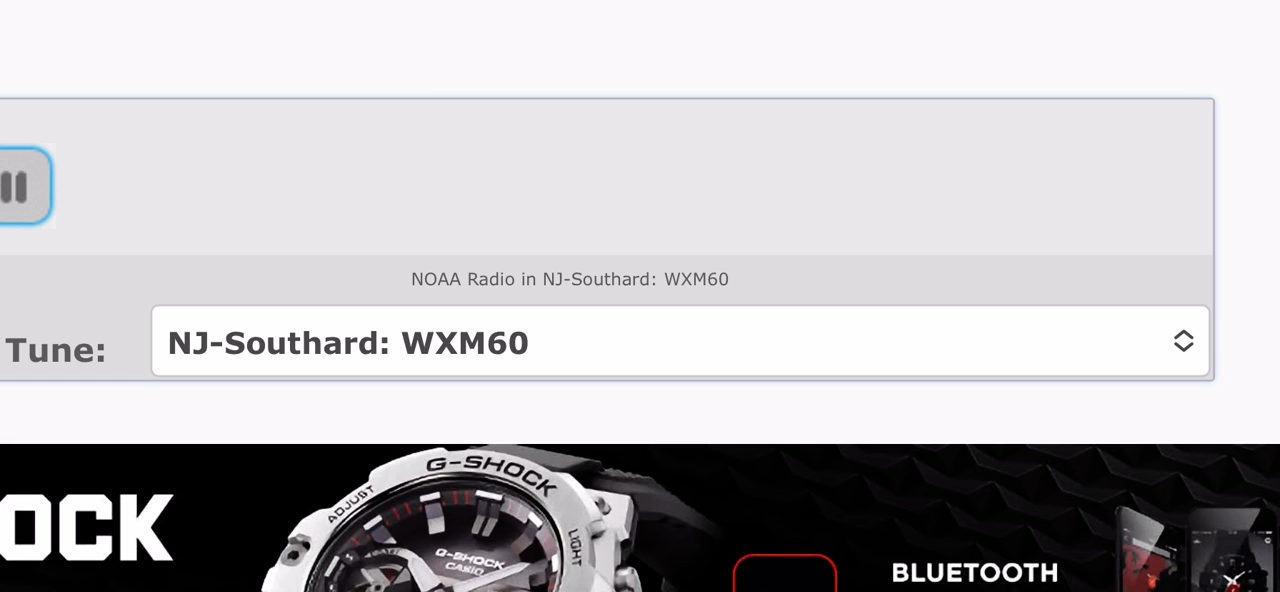 NOAA Radio in NJ-Southard: WXM60
Tune:
NJ-Southard: WXM60
OCK
G-SHOCK
ADJUST
LIGHT
G-SHOCK
CASIO
BLUETOOTH